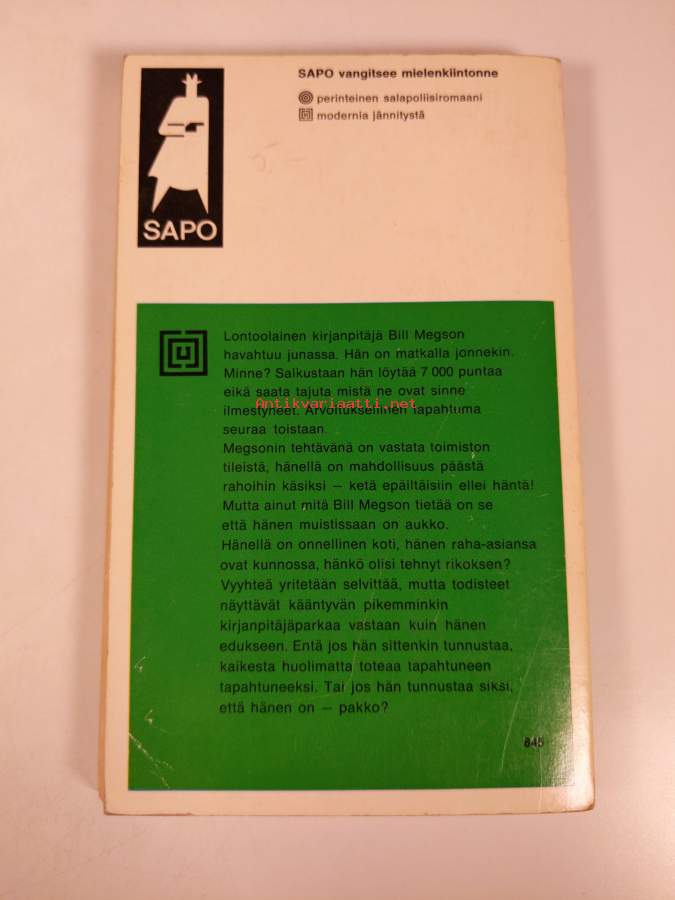 SAPO vangitsee mielenkiintonne
perinteinen salapoliisiromaani
modernia jännitystä
SAPO
Lontoolainen kirjanpitäjä Bill Megson
havahtuu junassa. Hän on matkalla jonnekin.
Minne? Salkustaan hän löytää 7 000 puntaa
eikä saata tajuta mistä ne ovat sinne
Antikvariaatti.net
ilmestyneet. Arvoituksellinen tapahtuma
seuraa toistaan.
Megsonin tehtävänä on vastata toimiston
tileistä, hänellä on mahdollisuus päästä
rahoihin käsiksi – ketä epäiltäisiin ellei häntä!
Mutta ainut mitä Bill Megson tietää on se
että hänen muistissaan on aukko.
Hänellä on onnellinen koti, hänen raha-asiansa
ovat kunnossa, hänkö olisi tehnyt rikoksen?
Vyyhteä yritetään selvittää, mutta todisteet
näyttävät kääntyvän pikemminkin
kirjanpitäjäparkaa vastaan kuin hänen
edukseen. Entä jos hän sittenkin tunnustaa,
kaikesta huolimatta toteaa tapahtuneen
tapahtuneeksi. Tai jos hän tunnustaa siksi,
että hänen on – pakko?
845